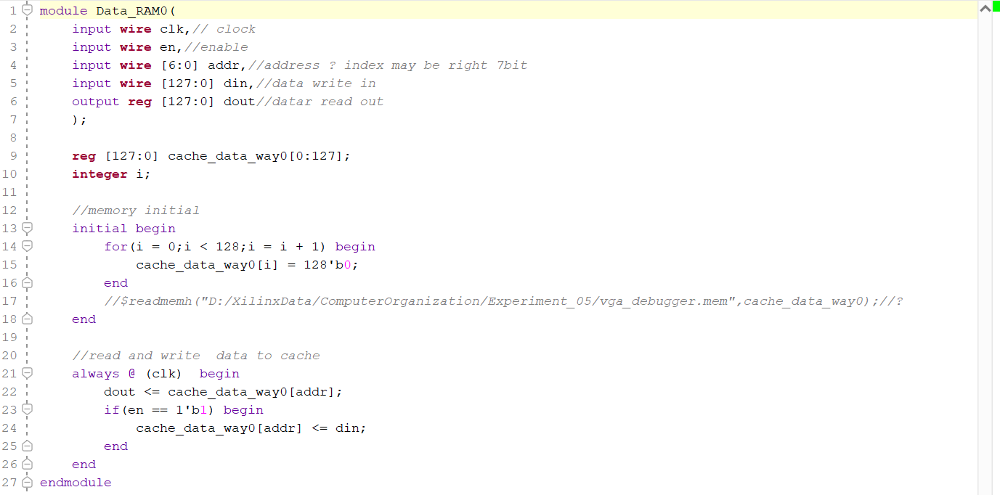 1 module Data_RAM0(
2 input wire clk,// clock
3 input wire en,//enable
4 input wire [6:0] addr,//address ? index may be right 7bit
5 input wire [127:0] din,//data write in
6 output reg [127:0] dout//datar read out
7 );
8
9 reg [127:0] cache_data_way0[0:127];
10 integer i;
11
12 //memory initial
13 initial begin
14 for(i = 0;i < 128;i = i + 1) begin
15 cache_data_way0[i] = 128'b0;
16 end
17 //$readmemh("D:/XilinxData/ComputerOrganization/Experiment_05/vga_debugger.mem",cache_data_way0);//?
18 end
19
20 //read and write  data to cache
21 always @ (clk)  begin
22 dout <= cache_data_way0[addr];
23 if(en == 1'b1) begin
24 cache_data_way0[addr] <= din;
25 end
26 end
27 endmodule